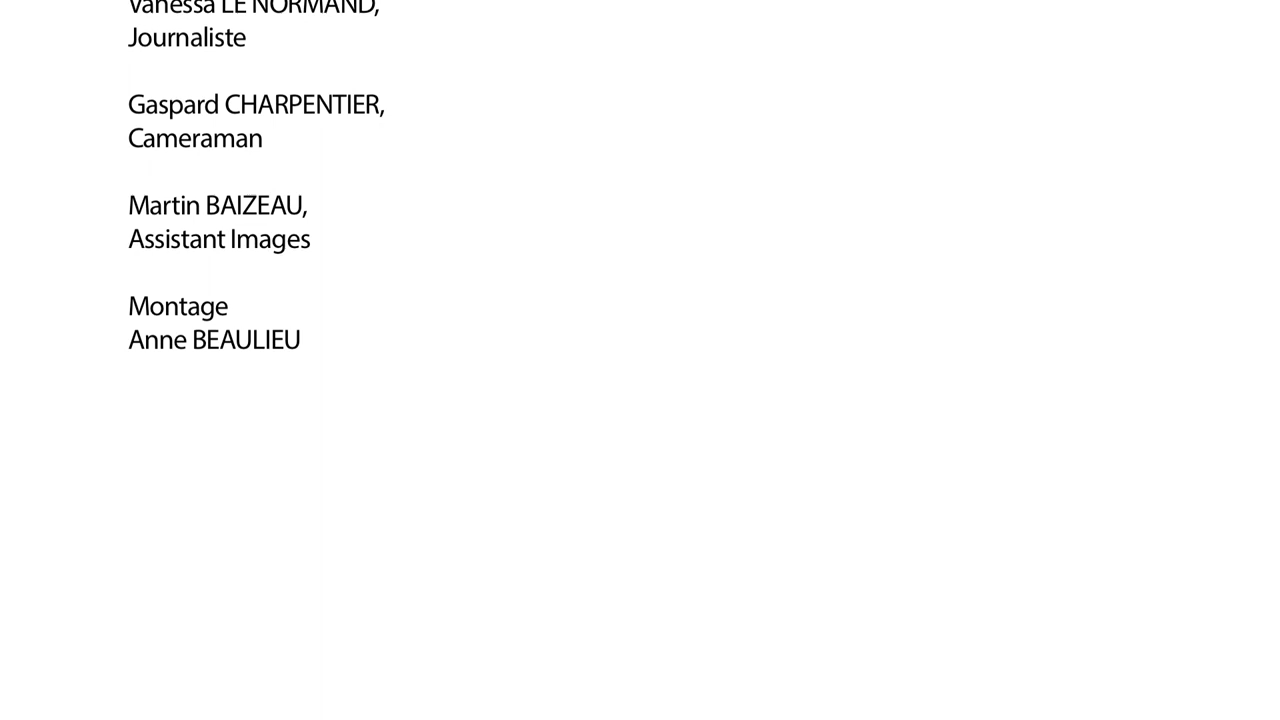 Vanessa LE NORMAND,
Journaliste
Gaspard CHARPENTIER,
Cameraman
Martin BAIZEAU,
Assistant Images
Montage
Anne BEAULIEU